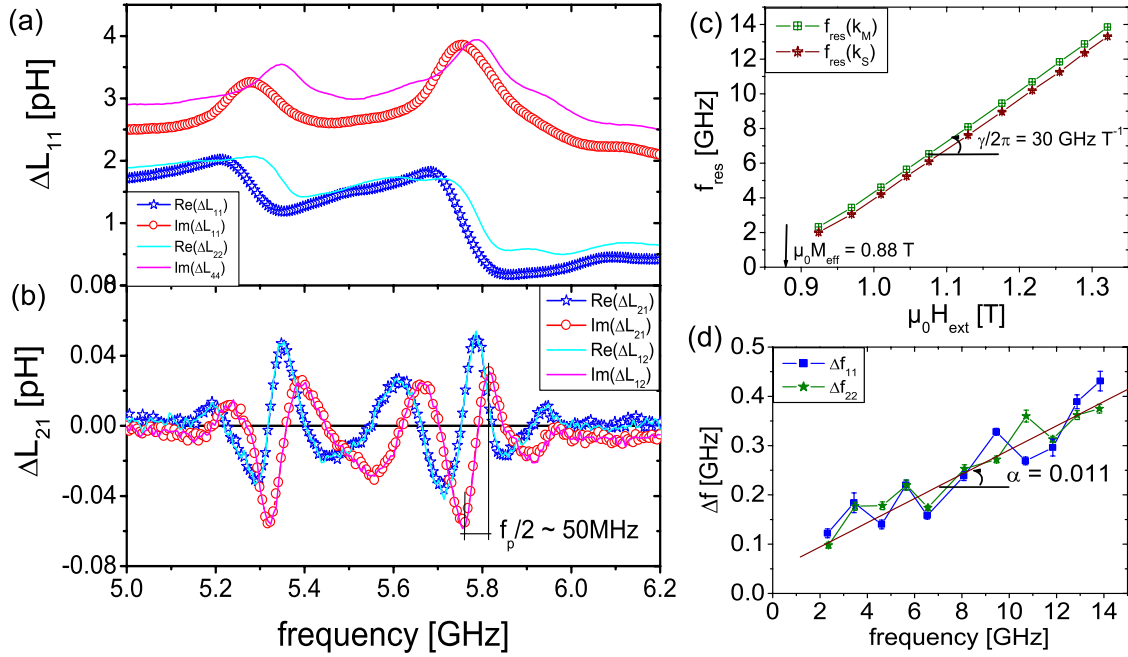 (a)
ΔL11 [pH]
4
3
2
1
Re(ΔL11)
Im(ΔL11)
Re(ΔL22)
Im(ΔL44)
(b)
ΔL21 [pH]
0.08
0.04
0.00
-0.04
-0.08
Re(ΔL21)
Im(ΔL21)
Re(ΔL12)
Im(ΔL12)
fp/2 ~ 50MHz
5.0 5.2 5.4 5.6 5.8 6.0 6.2
frequency [GHz]
(c)
fres [GHz]
14
12
10
8
6
4
2
0
fres(kM)
fres(kS)
γ/2π = 30 GHz T-1
μ0Meff = 0.88 T
0.9 1.0 1.1 1.2 1.3
μ0Hext [T]
(d)
Δf [GHz]
0.5
0.4
0.3
0.2
0.1
0.0
Δf11
Δf22
α = 0.011
0 2 4 6 8 10 12 14
frequency [GHz]